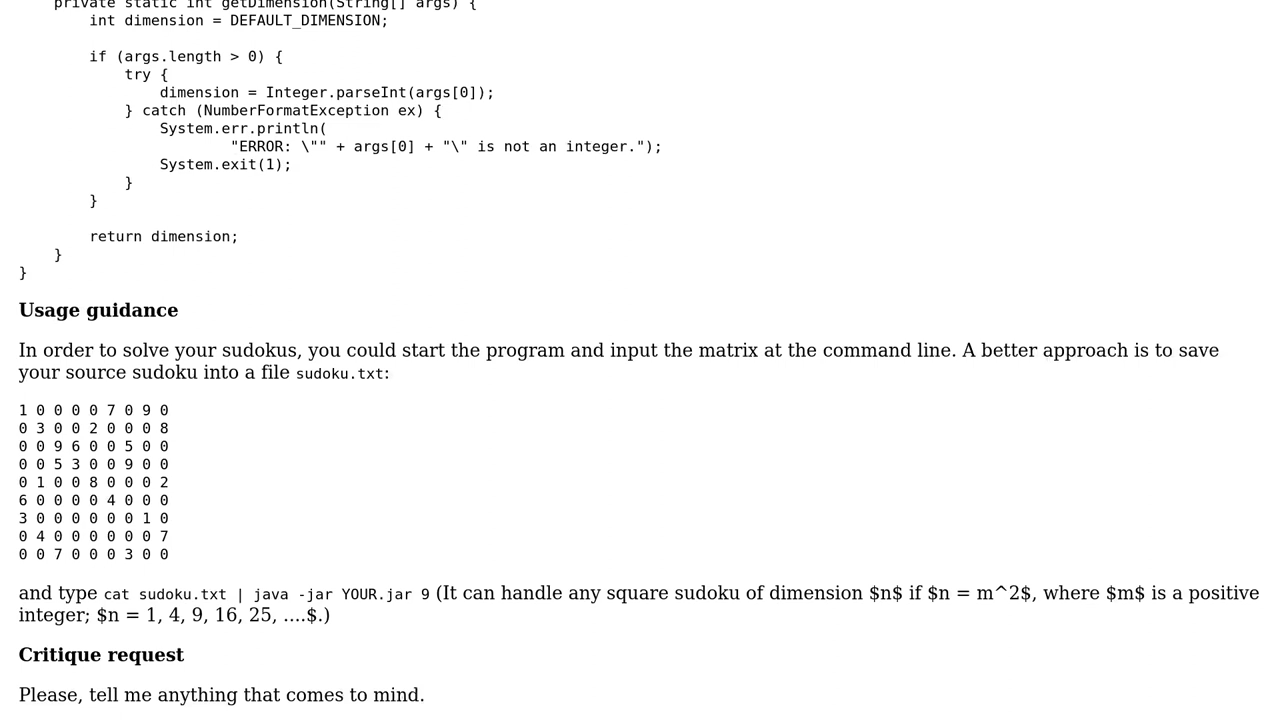 private static int getDimension(String[] args) {
int dimension = DEFAULT_DIMENSION;
if (args.length > 0) {
try {
dimension = Integer.parseInt(args[0]);
} catch (NumberFormatException ex) {
System.err.println(
"ERROR: \"" + args[0] + "\" is not an integer.");
System.exit(1);
}
}
return dimension;
}
}
Usage guidance
In order to solve your sudokus, you could start the program and input the matrix at the command line. A better approach is to save
your source sudoku into a file sudoku.txt:
1 0 0 0 0 7 0 9 0
0 3 0 0 2 0 0 0 8
0 0 9 6 0 0 5 0 0
0 0 5 3 0 0 9 0 0
0 1 0 0 8 0 0 0 2
6 0 0 0 0 4 0 0 0
3 0 0 0 0 0 0 1 0
0 4 0 0 0 0 0 0 7
0 0 7 0 0 0 3 0 0
and type cat sudoku.txt | java -jar YOUR.jar 9 (It can handle any square sudoku of dimension $n$ if $n = m^2$, where $m$ is a positive
integer; $n = 1, 4, 9, 16, 25, ....$.)
Critique request
Please, tell me anything that comes to mind.